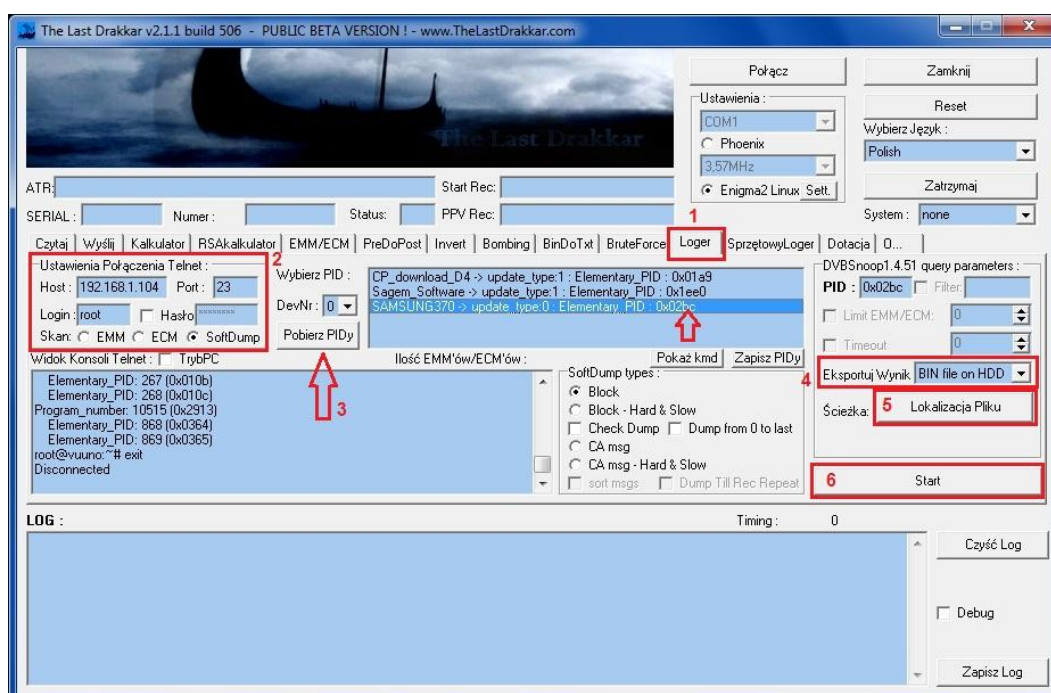 The Last Drakkar v2.1.1 build 506 - PUBLIC BETA VERSION ! - www.TheLastDrakkar.com
The Last Drakkar
Połącz
Zamknij
Ustawienia :
COM1
Phoenix
3,57MHz
Enigma2 Linux Sett.
Reset
Wybierz Język :
Polish
Zatrzymaj
ATR:
Start Rec:
SERIAL :
Numer :
Status:
PPV Rec:
System : none
1
Czytaj Wyślij Kalkulator RSAkalkulator EMM/ECM PreDoPost Invert Bombing BinDoTxt BruteForce Loger SprzętowyLoger Dotacja O...
Ustawienia Połączenia Telnet :
2
Host : 192.168.1.104 Port : 23
Login : root Hasło ********
Skan: EMM ECM SoftDump
Wybierz PID :
DevNr : 0
Pobierz PIDy
3
CP_download_D4 -> update_type:1 : Elementary_PID : 0x01a9
Sagem_Software -> update_type:1 : Elementary_PID : 0x1ee0
SAMSUNG370 -> update_type:0 : Elementary_PID : 0x02bc
DVBSnoop1.4.51 query parameters :
PID : 0x02bc Filter:
Limit EMM/ECM: 0
Timeout 0
4
Eksportuj Wynik BIN file on HDD
Ścieżka: 5 Lokalizacja Pliku
6 Start
Widok Konsoli Telnet : TrybPC
Ilość EMM'ów/ECM'ów :
Pokaż kmd
Zapisz PIDy
Elementary_PID: 267 (0x010b)
Elementary_PID: 268 (0x010c)
Program_number: 10515 (0x2913)
Elementary_PID: 868 (0x0364)
Elementary_PID: 869 (0x0365)
root@vuuno:~# exit
Disconnected
SoftDump types :
Block
Block - Hard & Slow
Check Dump Dump from 0 to last
CA msg
CA msg - Hard & Slow
sort msgs Dump Till Rec Repeat
LOG :
Timing : 0
Czyść Log
Debug
Zapisz Log